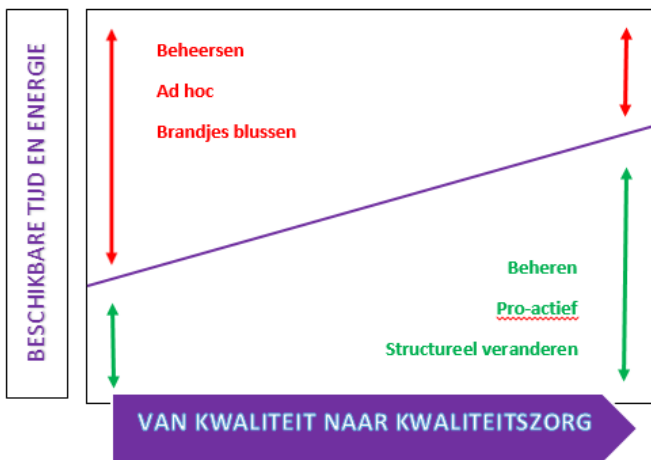 BESCHIKBARE TIJD EN ENERGIE
Beheersen
Ad hoc
Brandjes blussen
Beheren
Pro-actief
Structureel veranderen
VAN KWALITEIT NAAR KWALITEITSZORG